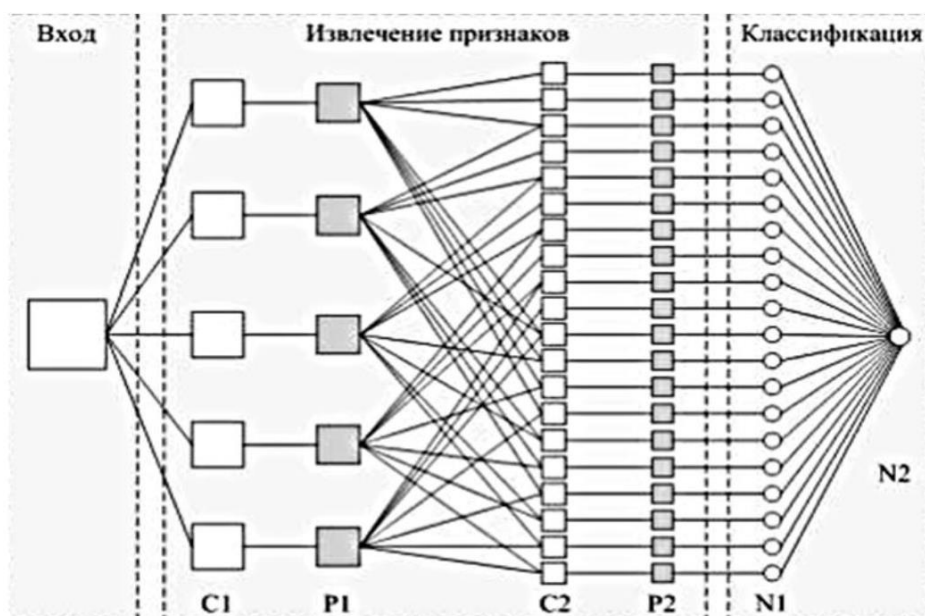 Вход
Извлечение признаков
Классификация
N2
C1
P1
C2
P2
N1